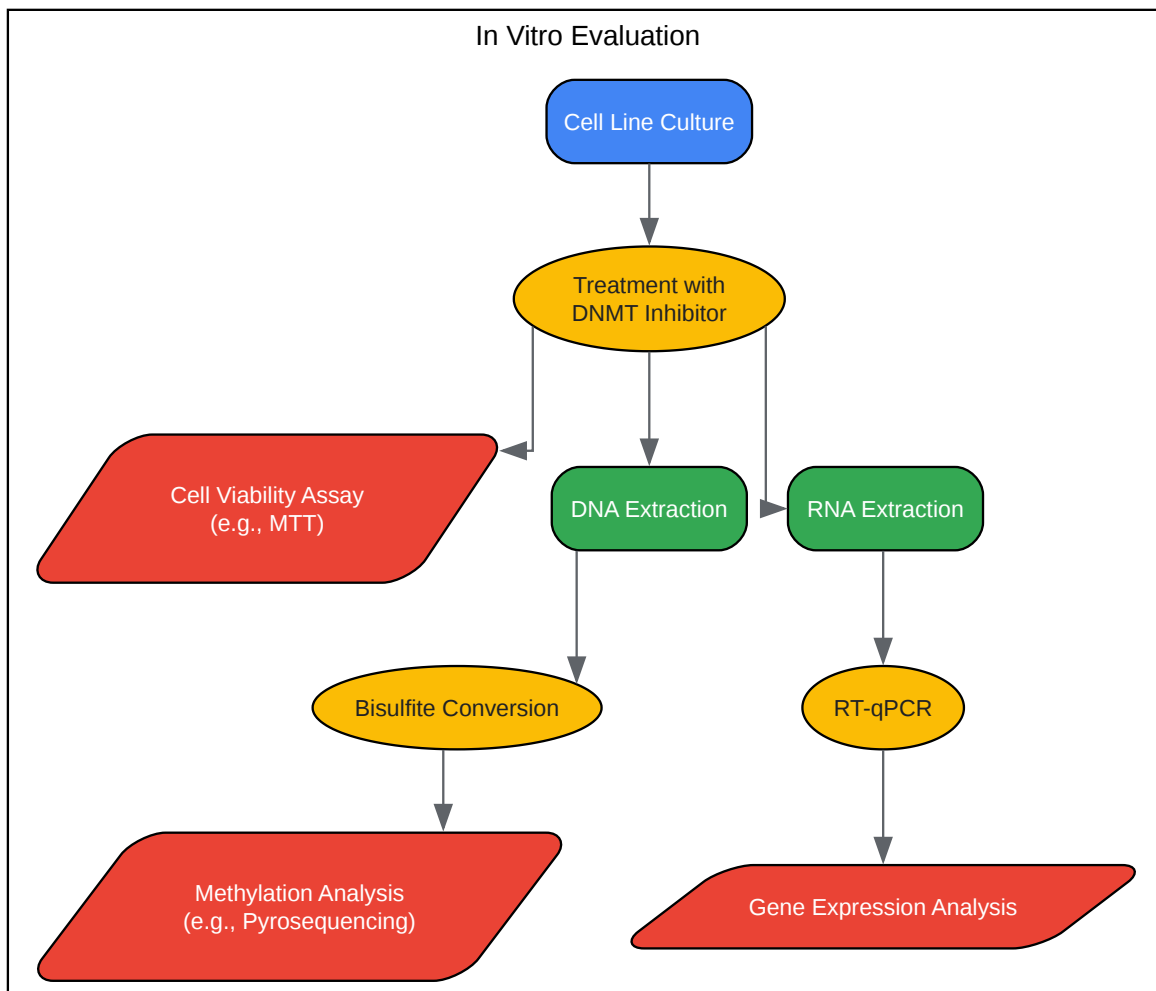 In Vitro Evaluation
Cell Line Culture
Treatment with
DNMT Inhibitor
Cell Viability Assay
(e.g., MTT)
DNA Extraction
RNA Extraction
Bisulfite Conversion
RT-qPCR
Methylation Analysis
(e.g., Pyrosequencing)
Gene Expression Analysis